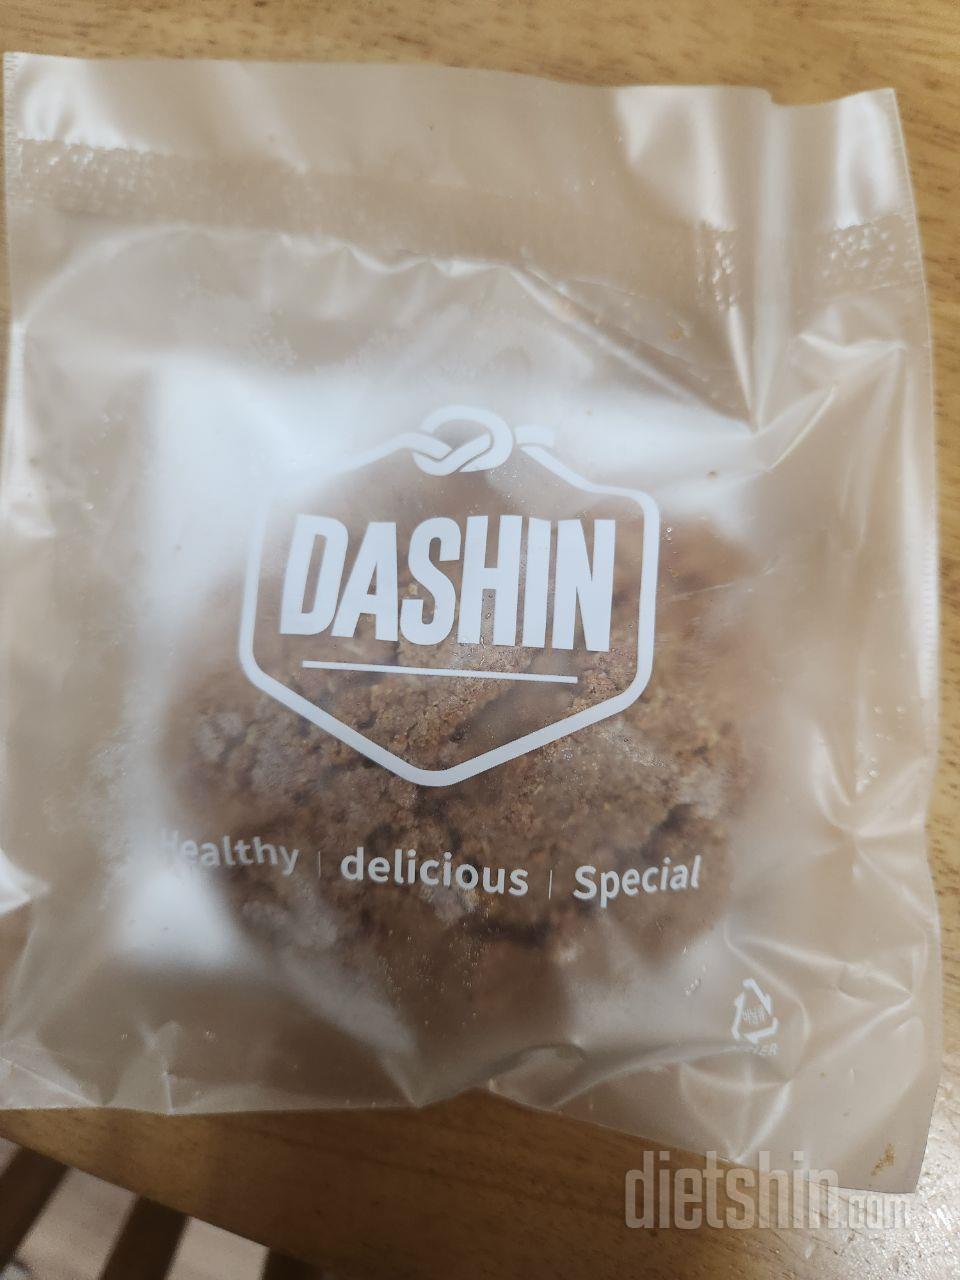 DASHIN
Healthy | delicious | Special
dietshin.com